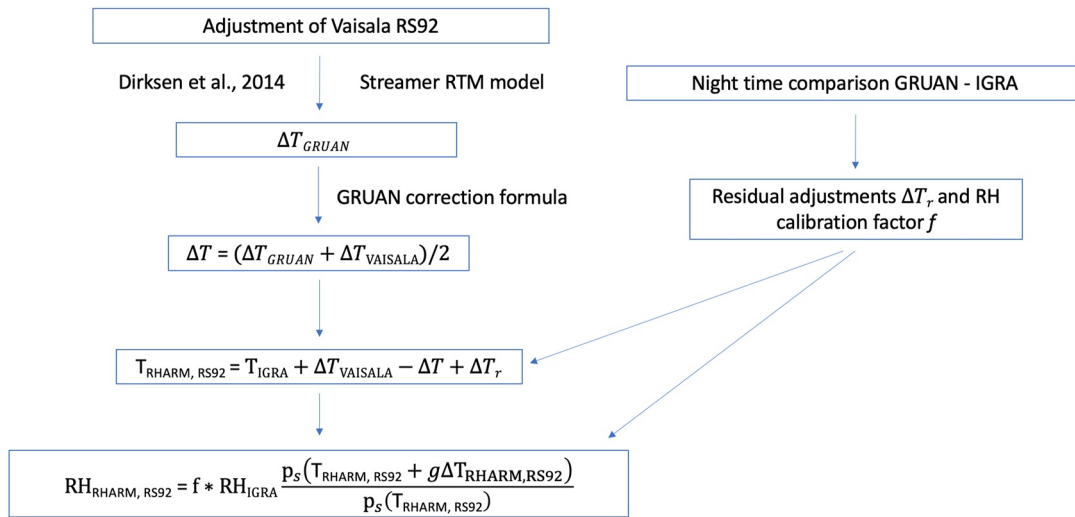 Adjustment of Vaisala RS92
Dirksen et al., 2014
Streamer RTM model
Night time comparison GRUAN - IGRA
ΔT_GRUAN
GRUAN correction formula
Residual adjustments ΔT_r and RH
calibration factor f
ΔT = (ΔT_GRUAN + ΔT_VAISALA)/2
T_RHARM, RS92 = T_IGRA + ΔT_VAISALA − ΔT + ΔT_r
RH_RHARM, RS92 = f * RH_IGRA p_s(T_RHARM, RS92 + gΔT_RHARM,RS92) / p_s(T_RHARM, RS92)